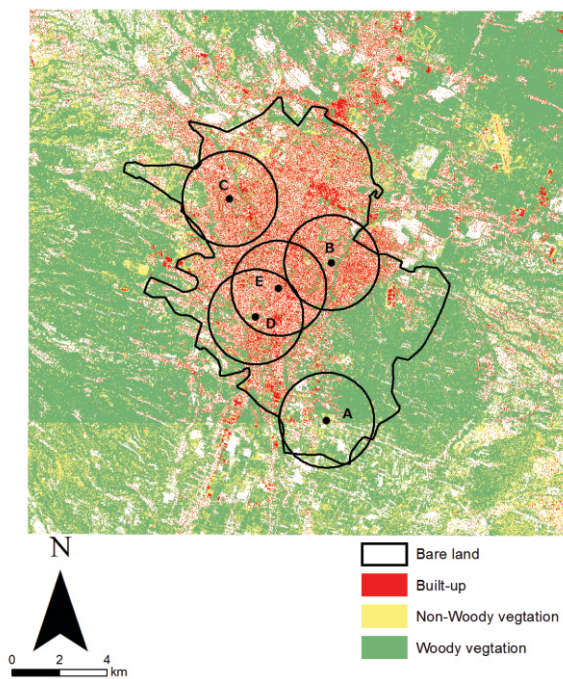 C
B
E
D
A
N
Bare land
Built-up
Non-Woody vegtation
Woody vegtation
0 2 4
km